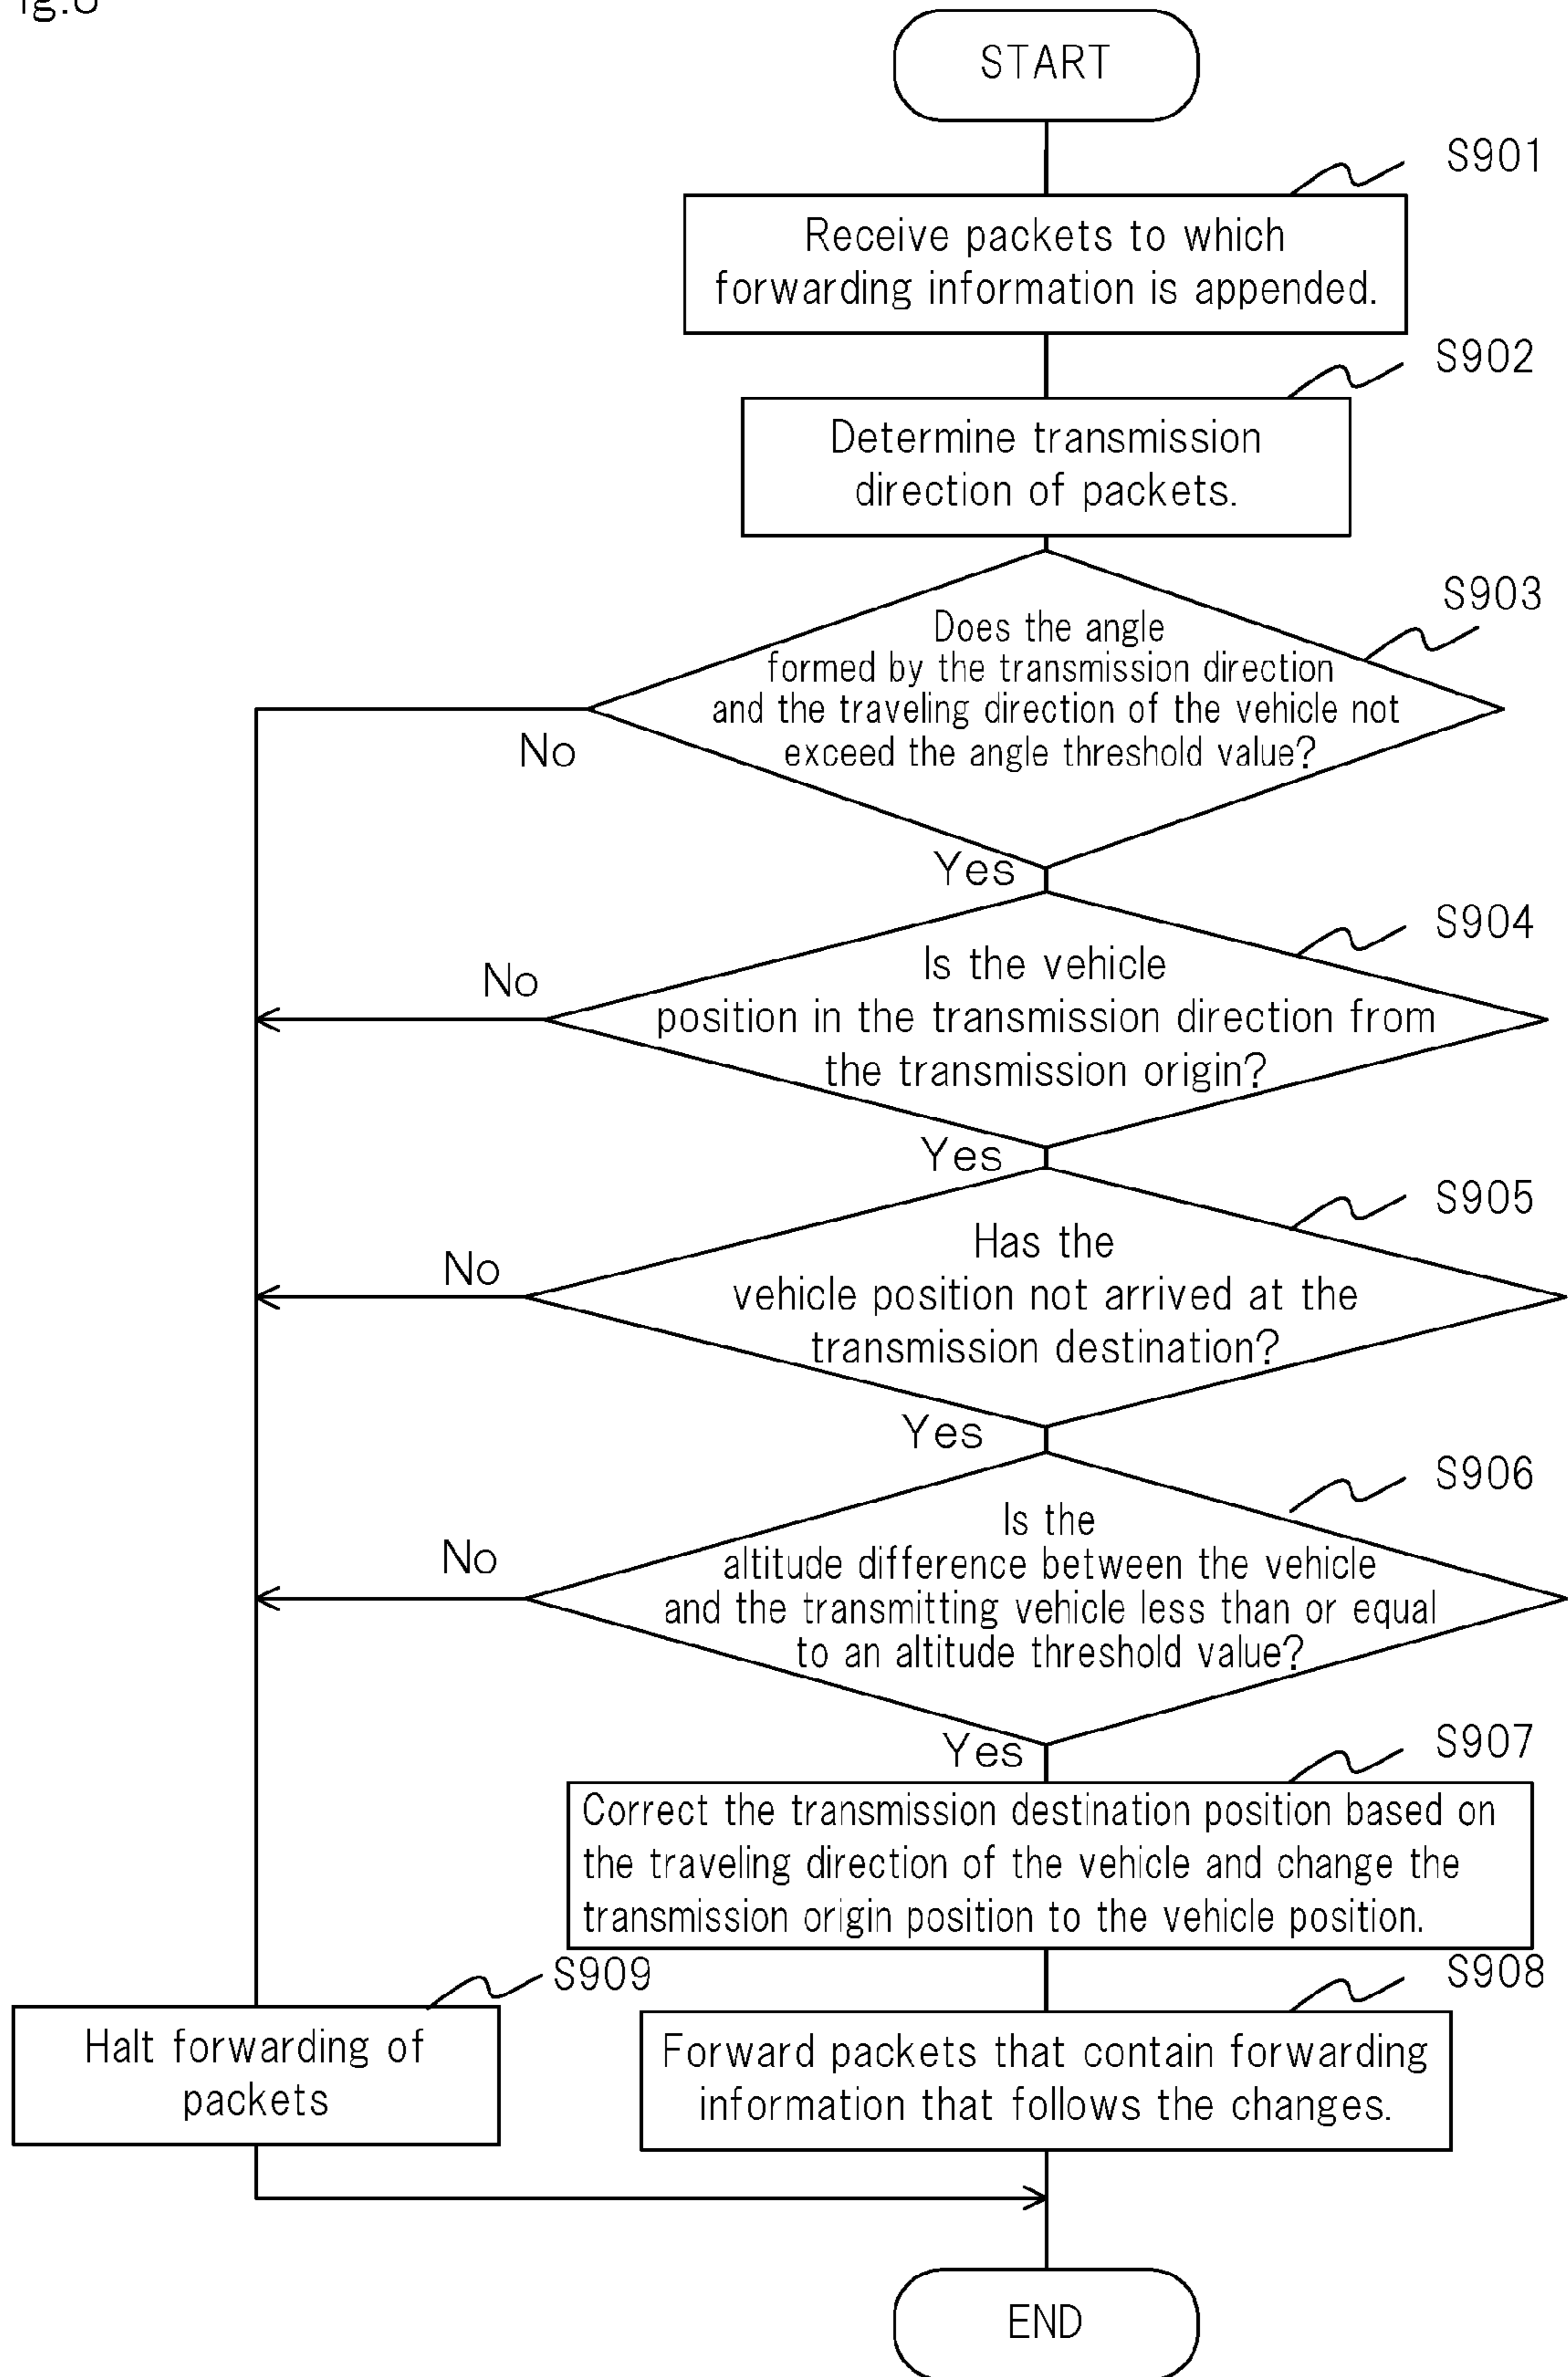 START
S901
Receive packets to which
forwarding information is appended.
S902
Determine transmission
direction of packets.
S903
Does the angle
formed by the transmission direction
and the traveling direction of the vehicle not
exceed the angle threshold value?
No
Yes
S904
Is the vehicle
position in the transmission direction from
the transmission origin?
No
Yes
S905
Has the
vehicle position not arrived at the
transmission destination?
No
Yes
S906
Is the
altitude difference between the vehicle
and the transmitting vehicle less than or equal
to an altitude threshold value?
No
Yes
S907
Correct the transmission destination position based on
the traveling direction of the vehicle and change the
transmission origin position to the vehicle position.
S909
Halt forwarding of
packets
S908
Forward packets that contain forwarding
information that follows the changes.
END